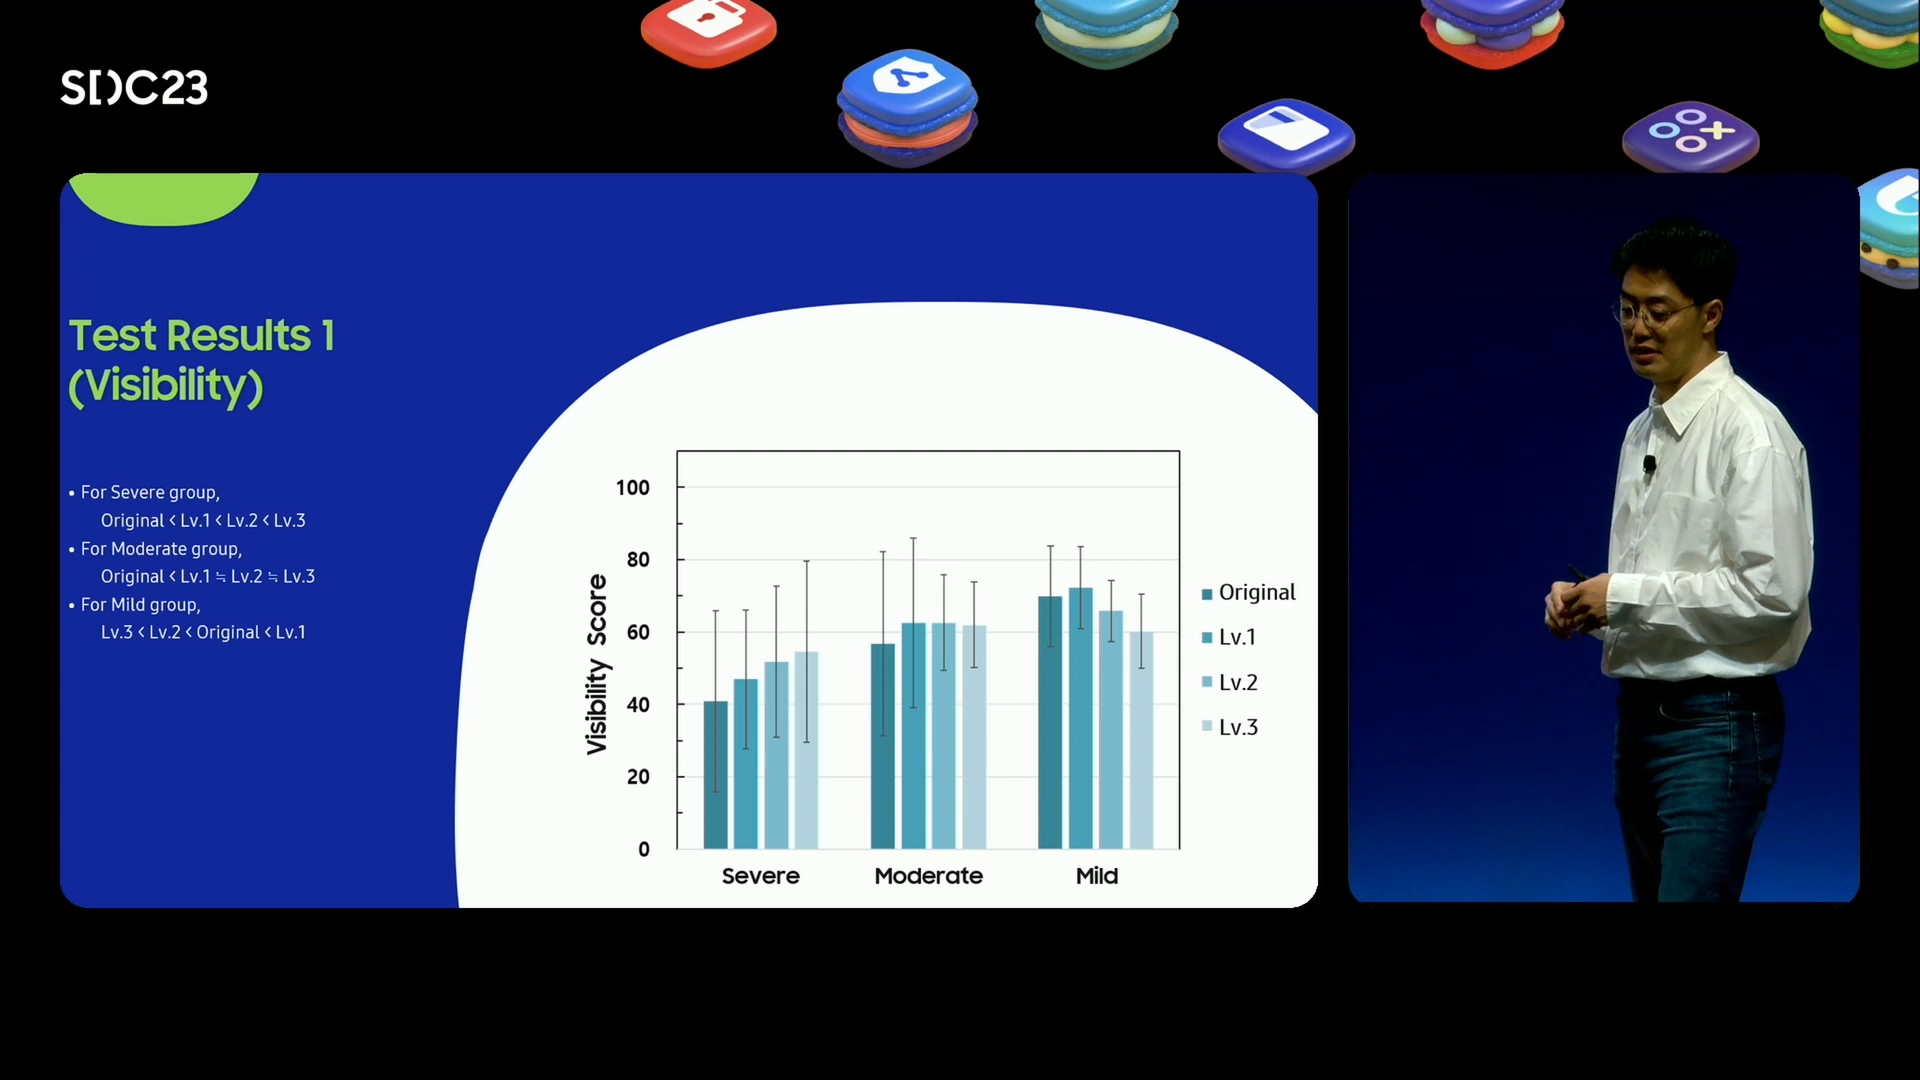 SDC23
Test Results 1
(Visibility)
• For Severe group,
Original < Lv.1 < Lv.2 < Lv.3
• For Moderate group,
Original < Lv.1 ≒ Lv.2 ≒ Lv.3
• For Mild group,
Lv.3 < Lv.2 < Original < Lv.1
Visibility Score
100
80
60
40
20
0
Severe Moderate Mild
Original
Lv.1
Lv.2
Lv.3